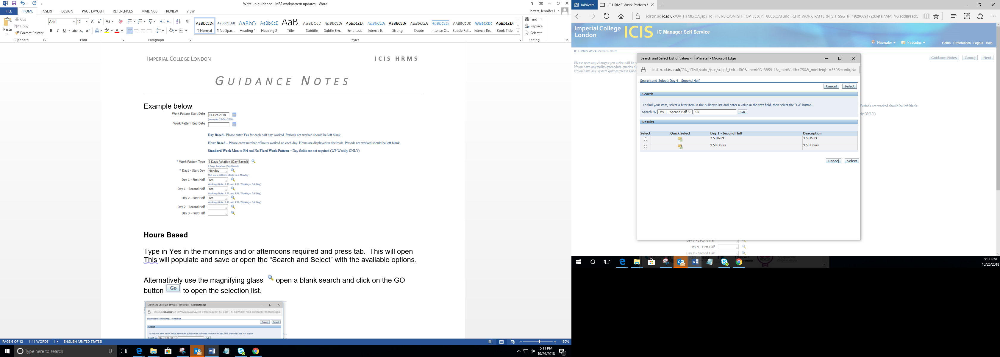 Write up guidance - MSS workpattern updates - Word
Jarrett, Jennifer L
FILE HOME INSERT DESIGN PAGE LAYOUT REFERENCES MAILINGS REVIEW VIEW
Paste
Cut
Copy
Format Painter
Arial 12
Clipboard Font Paragraph Styles Editing
AaBbCcDc AaBbCcDdE AaBbCc AaBbCcE AaBl AaBbCcD AaBbCcDc AaBbCcDc AaBbCcDc AaBbCcDc AaBbCcDc AaBbCcDc AaBbCcDc AaBbCcDc AaBbCcDc
¶ Normal ¶ No Spac... Heading 1 Heading 2 Title Subtitle Subtle Em... Emphasis Intense E... Strong Quote Intense Q... Subtle Ref... Intense Re... Book Title
Find
Replace
Select
IMPERIAL COLLEGE LONDON ICIS HRMS
GUIDANCE NOTES
Example below
Work Pattern Start Date 01-Oct-2018
(example: 26-Oct-2018)
Work Pattern End Date
Day Based– Please enter Yes for each half day worked. Periods not worked should be left blank.
Hour Based – Please enter number of hours worked on each day. Hours are displayed in decimals. Periods not worked should be left blank.
Standard Week Mon to Fri and No Fixed Work Pattern – Day fields are not required (WP Weekly ONLY)
* Work Pattern Type 9 Days Rotation (Day Based)
9 Days Rotation (Day Based)
* Day1 - Start Day Monday
The work patterns starts on a Monday
Day 1 - First Half Yes
Working (Note: A.M. and P.M. Working= Full Day)
Day 1 - Second Half Yes
Working (Note: A.M. and P.M. Working= Full Day)
Day 2 - First Half Yes
Working (Note: A.M. and P.M. Working= Full Day)
Day 2 - Second Half
Day 3 - First Half
Hours Based
Type in Yes in the mornings and or afternoons required and press tab. This will open
This will populate and save or open the “Search and Select” with the available options.
Alternatively use the magnifying glass open a blank search and click on the GO
button Go to open the selection list.
Search and Select List of Values - [InPrivate] - Microsoft Edge
icistrn.ad.ic.ac.uk/OA_HTML/cabo/jsps/a.jsp?_t=fredRC&enc=ISO-8859-1&_minWidth=750&_minHeight=550&configNa
Search and Select: Day 1 - First Half
Cancel Select
Search
To find your item, select a filter item in the pulldown list and enter a value in the text field, then select the "Go" button.
Search By Day 1 - First Half Go
PAGE 6 OF 12 1111 WORDS ENGLISH (UNITED STATES) 150%
Type here to search
5:11 PM
10/26/2018
InPrivate IC HRMS Work Pattern S
icistrn.ad.ic.ac.uk/OA_HTML/OA.jsp?_rc=HR_PERSON_SIT_TOP_SS&_ri=800&OAFunc=ICHR_WORK_PATTERN_SIT_SS&_ti=1929669172&retainAM=Y&addBreadC
Imperial College
London
ICIS IC Manager Self Service
Navigator Favorites Home Preferences Logout Help
IC HRMS Work Pattern Shift
Guidance Notes Cancel Next
Please note any changes you make will be s
If you have any policy/procedure queries pl
If you have any system queries please raise
Search and Select List of Values - [InPrivate] - Microsoft Edge
icistrn.ad.ic.ac.uk/OA_HTML/cabo/jsps/a.jsp?_t=fredRC&enc=ISO-8859-1&_minWidth=750&_minHeight=550&configNa
Search and Select: Day 1 - Second Half
Cancel Select
Search
To find your item, select a filter item in the pulldown list and enter a value in the text field, then select the "Go" button.
Search By Day 1 - Second Half 3.5 Go
Results
Select Quick Select Day 1 - Second Half Description
3.5 Hours 3.5 Hours
3.58 Hours 3.58 Hours
Cancel Select
Periods not worked should be left blank.
ly ONLY)
Day 8 - Second Half
Day 9 - First Half
Day 9 - Second Half
5:11 PM
10/26/2018